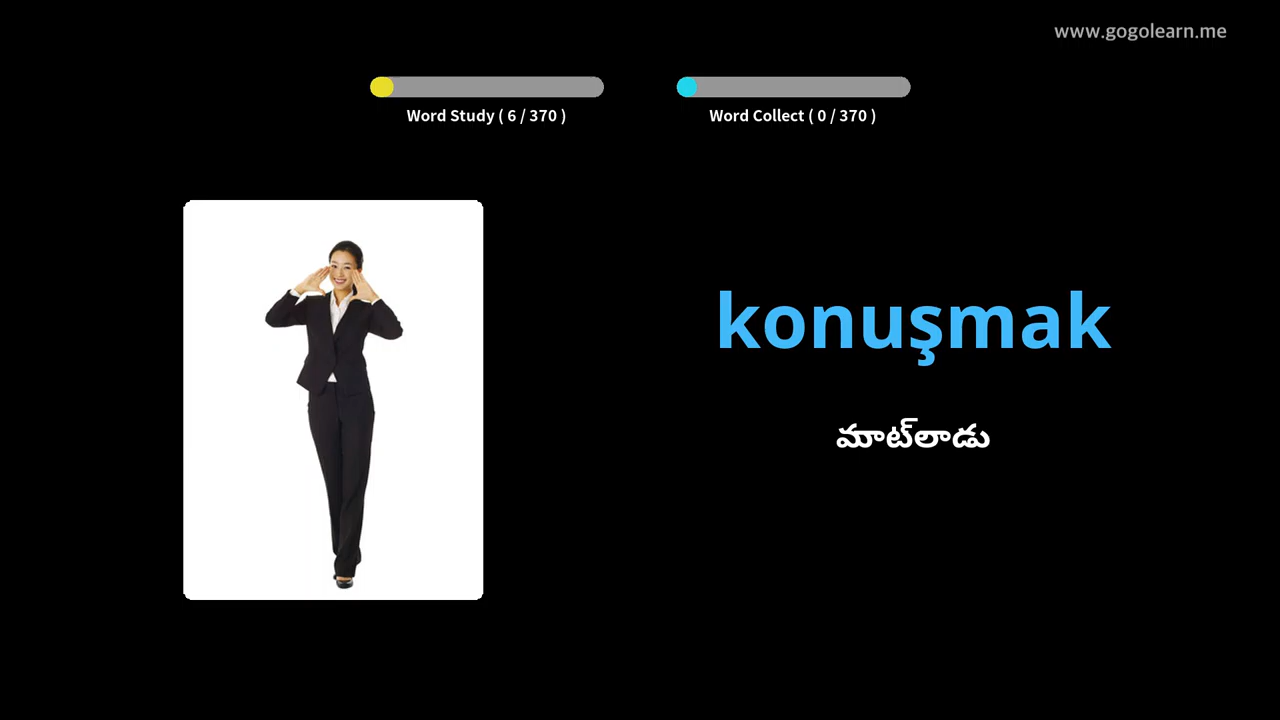 www.gogolearn.me
Word Study ( 6 / 370 )
Word Collect ( 0 / 370 )
konuşmak
మాట్‌లాడు